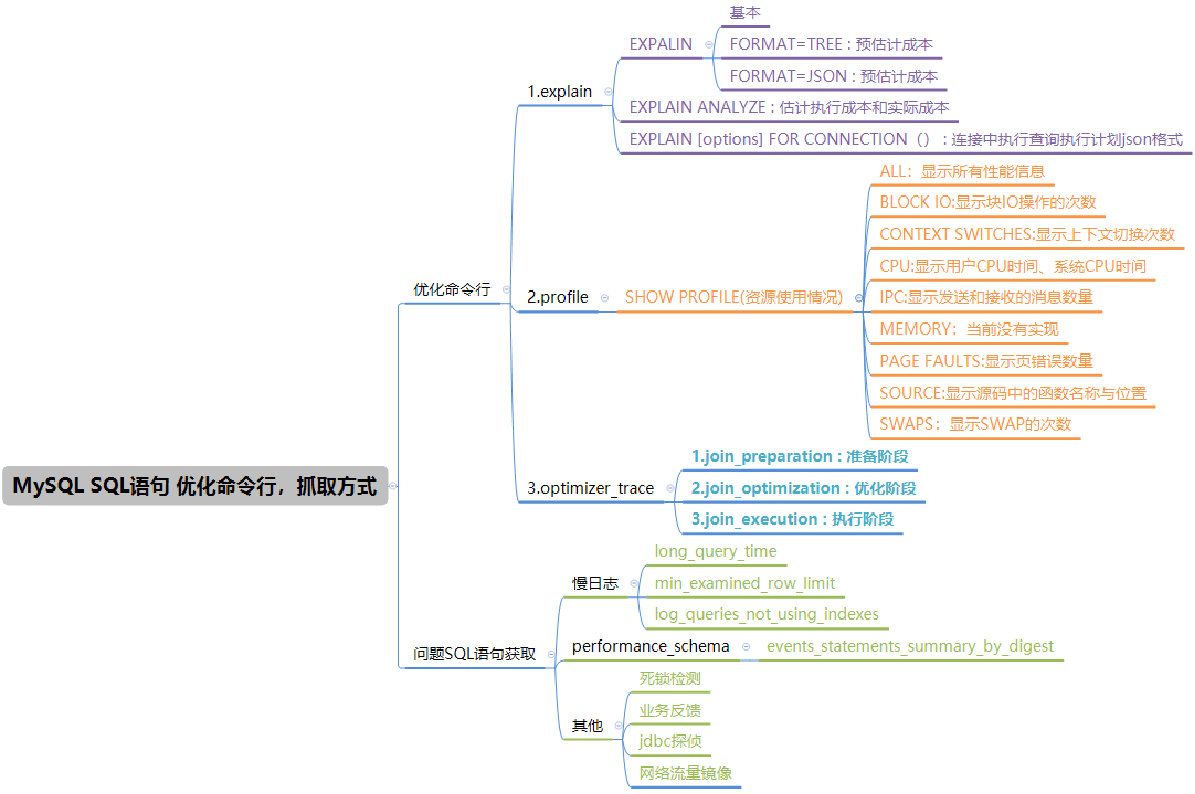 MySQL SQL语句 优化命令行，抓取方式
优化命令行
1.explain
EXPALIN
基本
FORMAT=TREE : 预估计成本
FORMAT=JSON : 预估计成本
EXPLAIN ANALYZE : 估计执行成本和实际成本
EXPLAIN [options] FOR CONNECTION（） : 连接中执行查询执行计划json格式
2.profile
SHOW PROFILE(资源使用情况)
ALL：显示所有性能信息
BLOCK IO:显示块IO操作的次数
CONTEXT SWITCHES:显示上下文切换次数
CPU:显示用户CPU时间、系统CPU时间
IPC:显示发送和接收的消息数量
MEMORY：当前没有实现
PAGE FAULTS:显示页错误数量
SOURCE:显示源码中的函数名称与位置
SWAPS：显示SWAP的次数
3.optimizer_trace
1.join_preparation : 准备阶段
2.join_optimization : 优化阶段
3.join_execution : 执行阶段
问题SQL语句获取
慢日志
long_query_time
min_examined_row_limit
log_queries_not_using_indexes
performance_schema
events_statements_summary_by_digest
其他
死锁检测
业务反馈
jdbc探侦
网络流量镜像